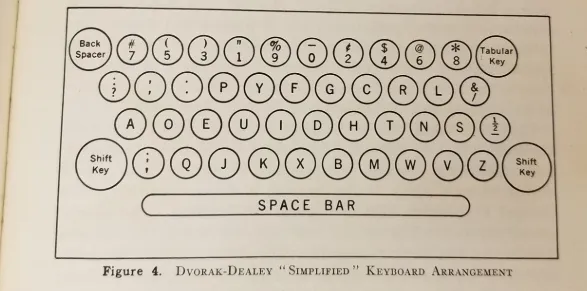 Back # ( ) " % – ¢ $ @ * Tabular
Spacer 7 5 3 1 9 0 2 4 6 8 Key
: , . P Y F G C R L &
? , . /
A O E U I D H T N S ½
Shift : Q J K X B M W V Z Shift
Key ; Key
SPACE BAR
Figure 4. Dvorak-Dealey "Simplified" Keyboard Arrangement